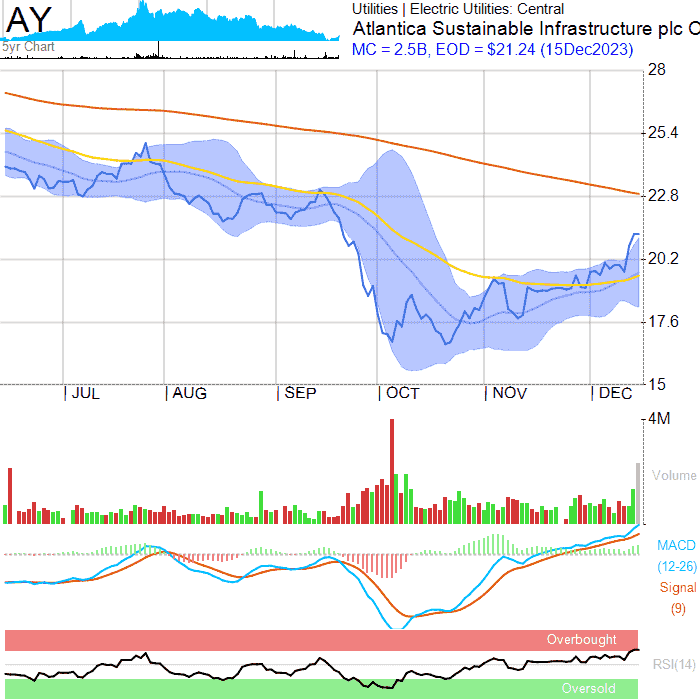 AY
5yr Chart
Utilities | Electric Utilities: Central
Atlantica Sustainable Infrastructure plc O
MC = 2.5B, EOD = $21.24 (15Dec2023)
28
25.4
22.8
20.2
17.6
15
| JUL | AUG | SEP | OCT | NOV | DEC
4M
Volume
MACD
(12-26)
Signal
(9)
Overbought
RSI(14)
Oversold